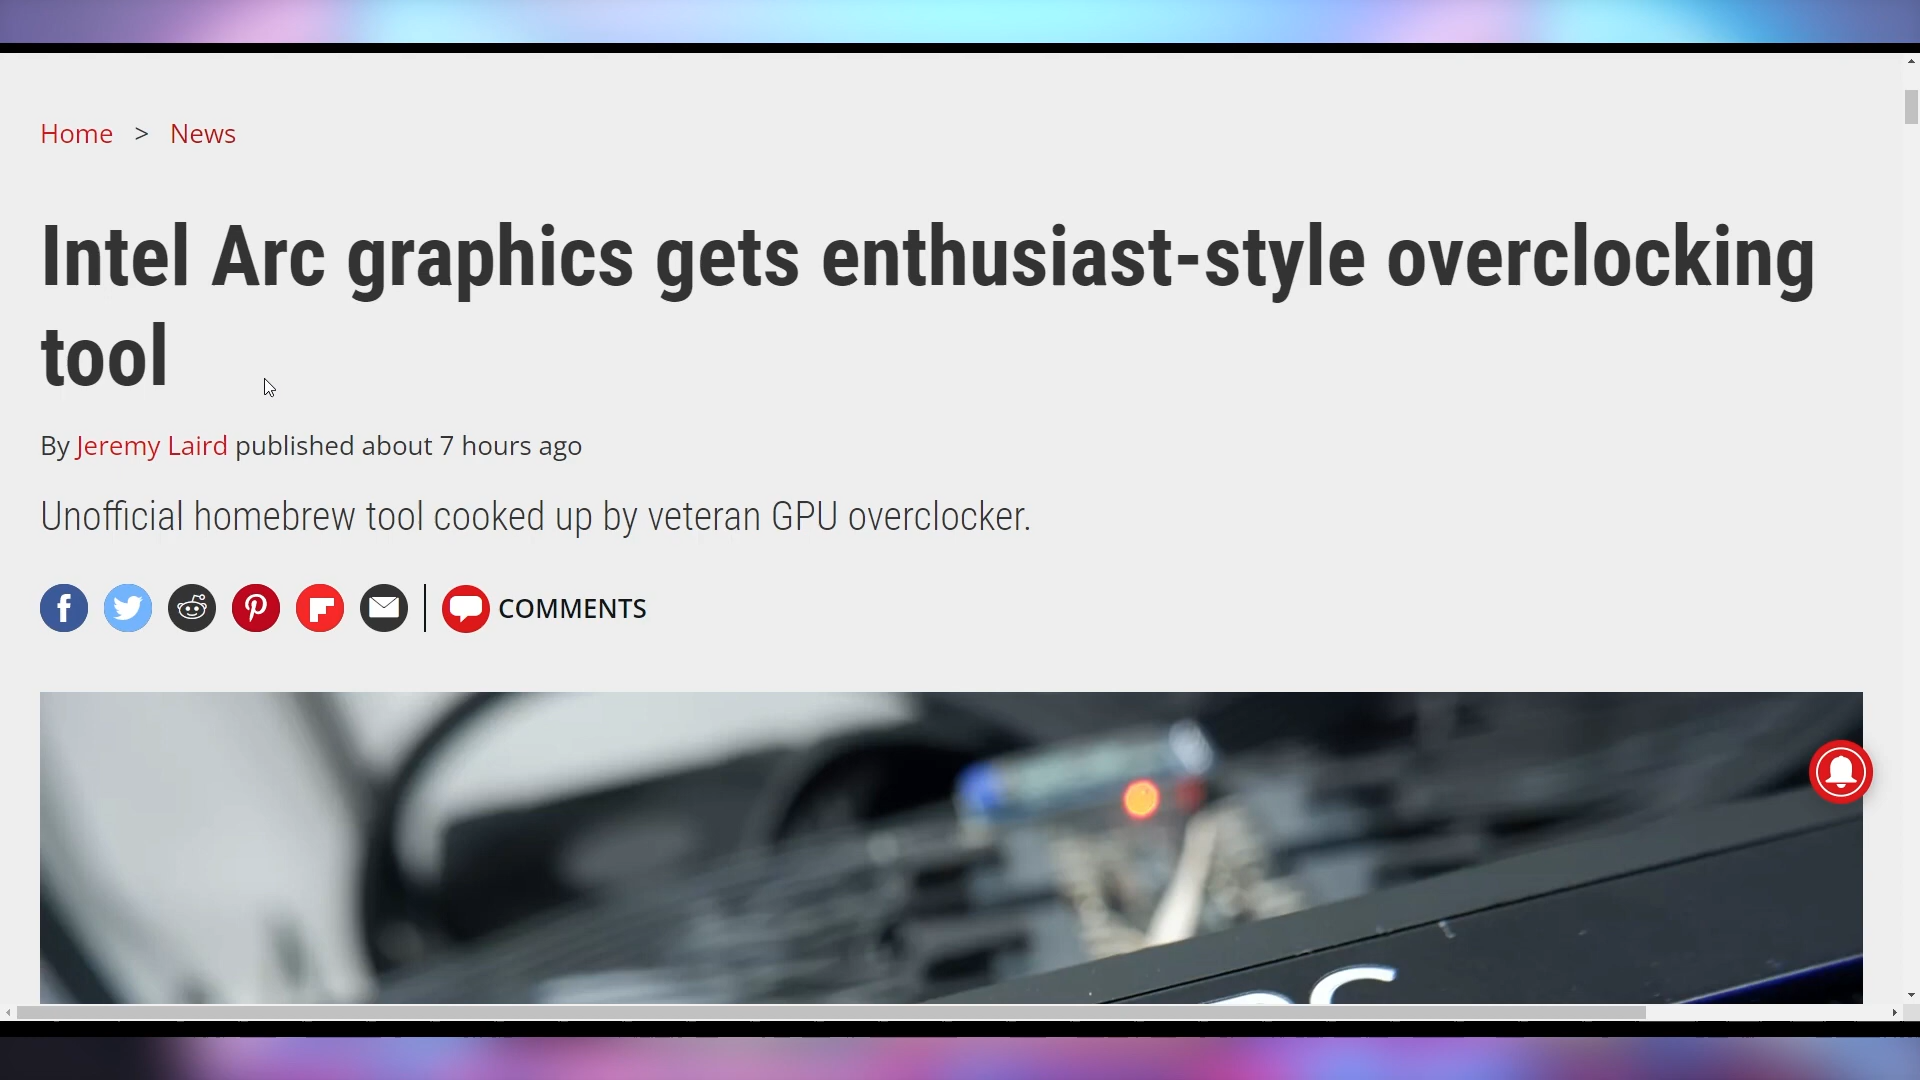 Home > News
Intel Arc graphics gets enthusiast-style overclocking
tool
By Jeremy Laird published about 7 hours ago
Unofficial homebrew tool cooked up by veteran GPU overclocker.
COMMENTS